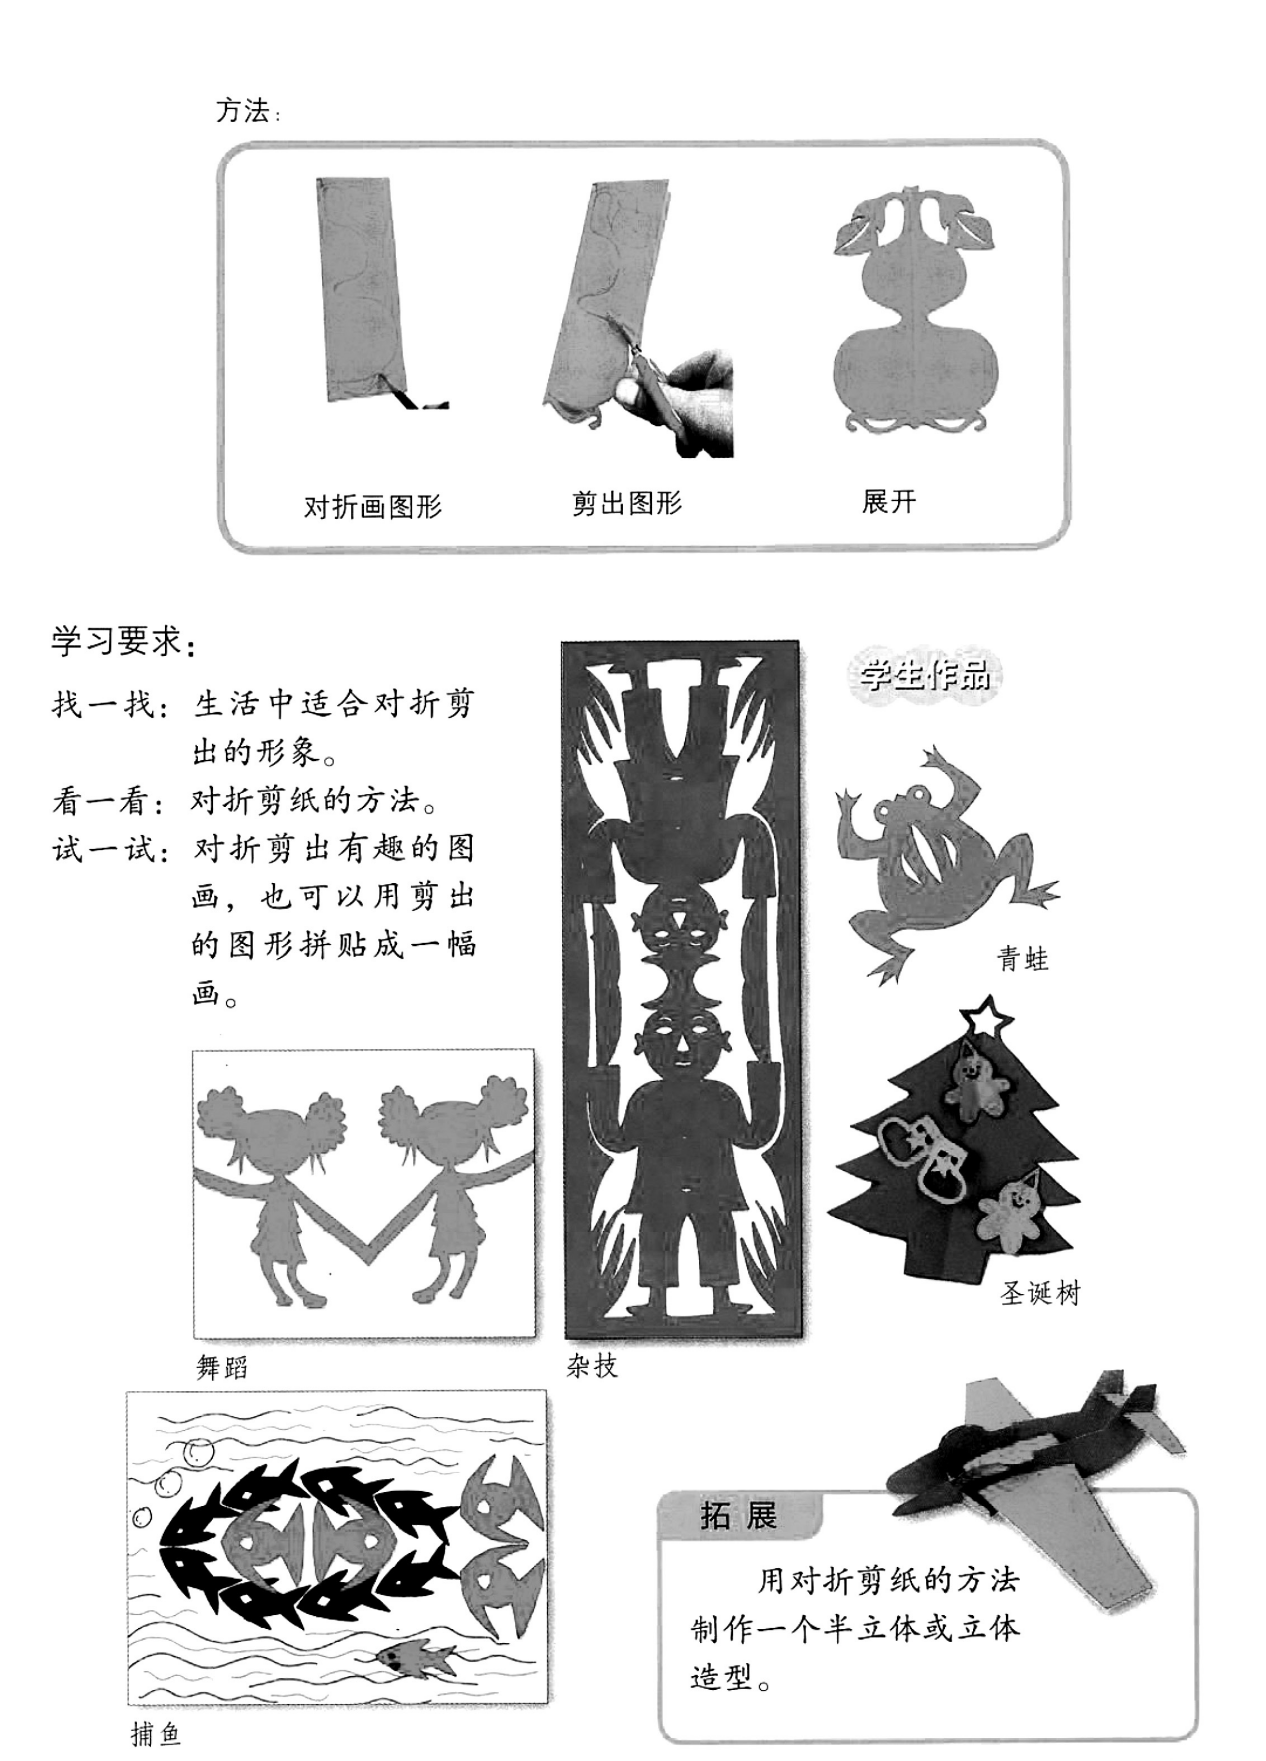 方法：
对折画图形
剪出图形
展开
学习要求：
找一找：生活中适合对折剪
出的形象。
看一看：对折剪纸的方法。
试一试：对折剪出有趣的图
画，也可以用剪出
的图形拼贴成一幅
画。
学生作品
青蛙
圣诞树
舞蹈
杂技
捕鱼
拓展
用对折剪纸的方法
制作一个半立体或立体
造型。